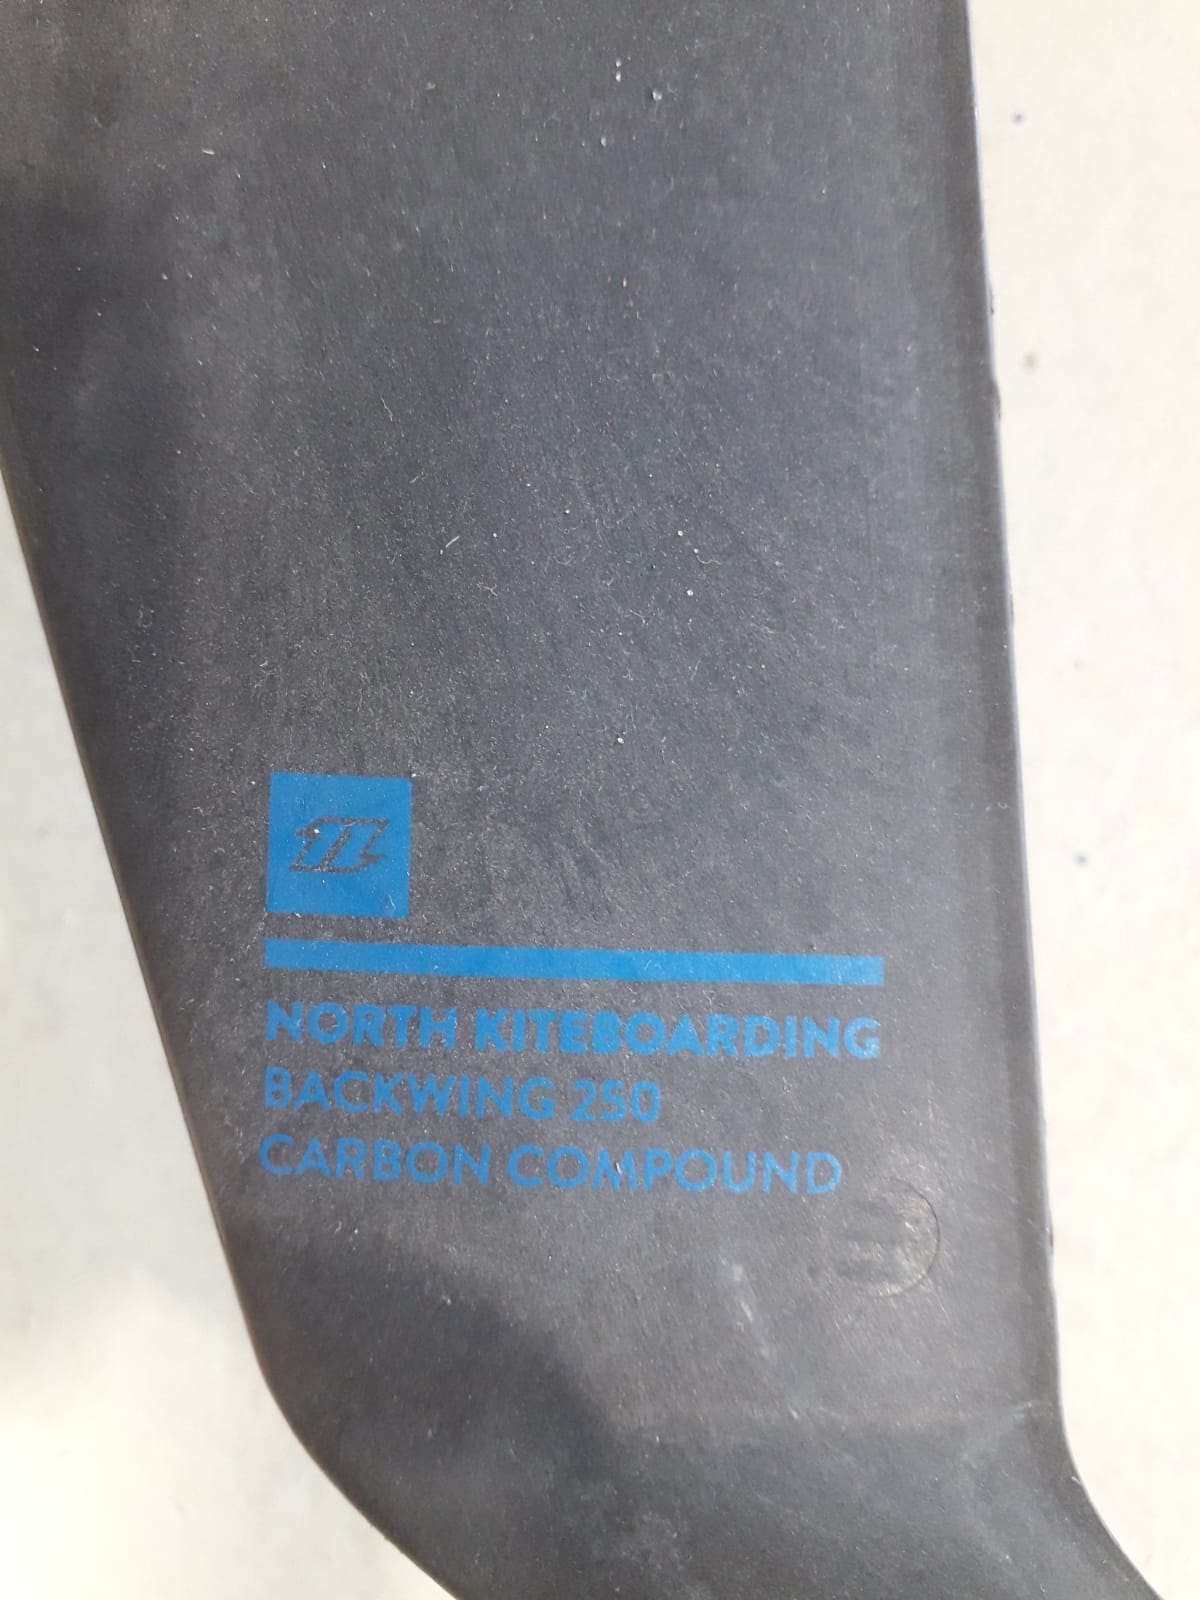 NORTH KITEBOARDING
BACKWING 250
CARBON COMPOUND